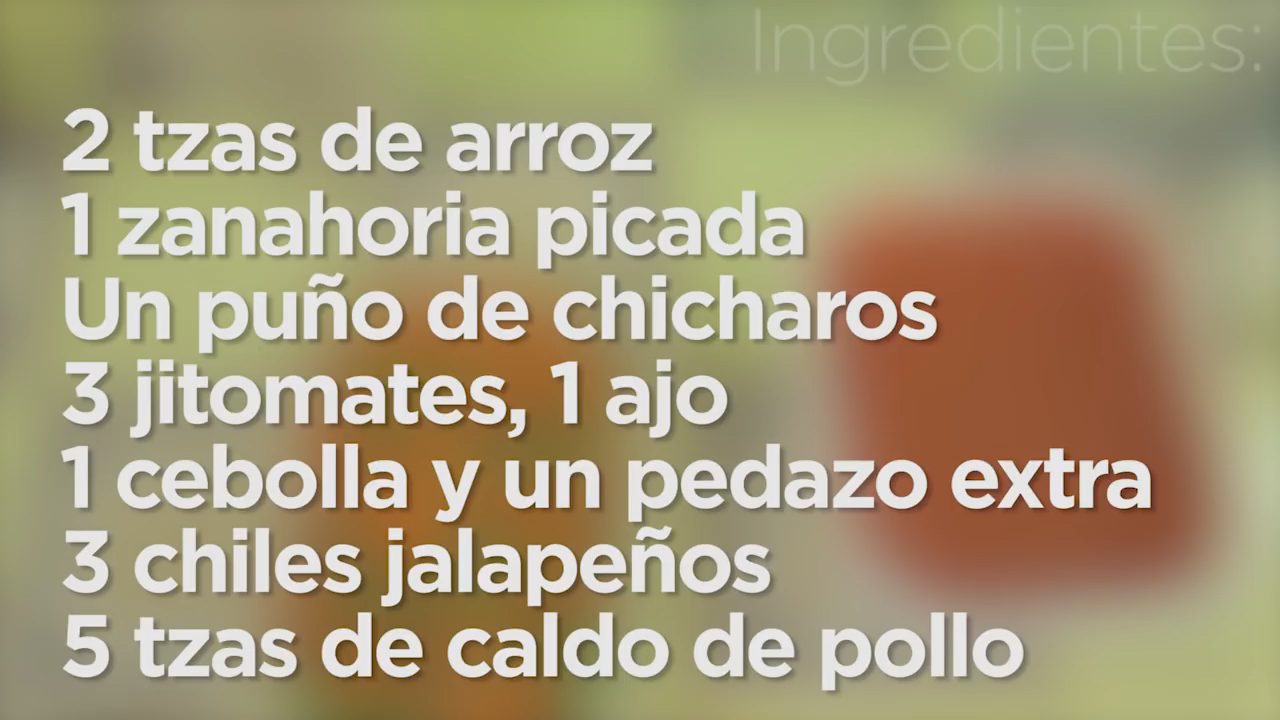 Ingredientes:
2 tzas de arroz
1 zanahoria picada
Un puño de chicharos
3 jitomates, 1 ajo
1 cebolla y un pedazo extra
3 chiles jalapeños
5 tzas de caldo de pollo